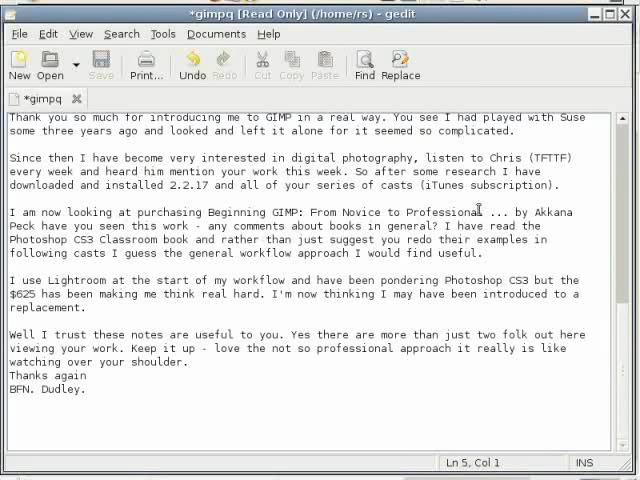 *gimpq [Read Only] (/home/rs) - gedit
File Edit View Search Tools Documents Help
New Open Save Print... Undo Redo Cut Copy Paste Find Replace
*gimpq
Thank you so much for introducing me to GIMP in a real way. You see I had played with Suse
some three years ago and looked and left it alone for it seemed so complicated.
Since then I have become very interested in digital photography, listen to Chris (TFTTF)
every week and heard him mention your work this week. So after some research I have
downloaded and installed 2.2.17 and all of your series of casts (iTunes subscription).
I am now looking at purchasing Beginning GIMP: From Novice to Professional ... by Akkana
Peck have you seen this work - any comments about books in general? I have read the
Photoshop CS3 Classroom book and rather than just suggest you redo their examples in
following casts I guess the general workflow approach I would find useful.
I use Lightroom at the start of my workflow and have been pondering Photoshop CS3 but the
$625 has been making me think real hard. I'm now thinking I may have been introduced to a
replacement.
Well I trust these notes are useful to you. Yes there are more than just two folk out here
viewing your work. Keep it up - love the not so professional approach it really is like
watching over your shoulder.
Thanks again
BFN. Dudley.
Ln 5, Col 1 INS